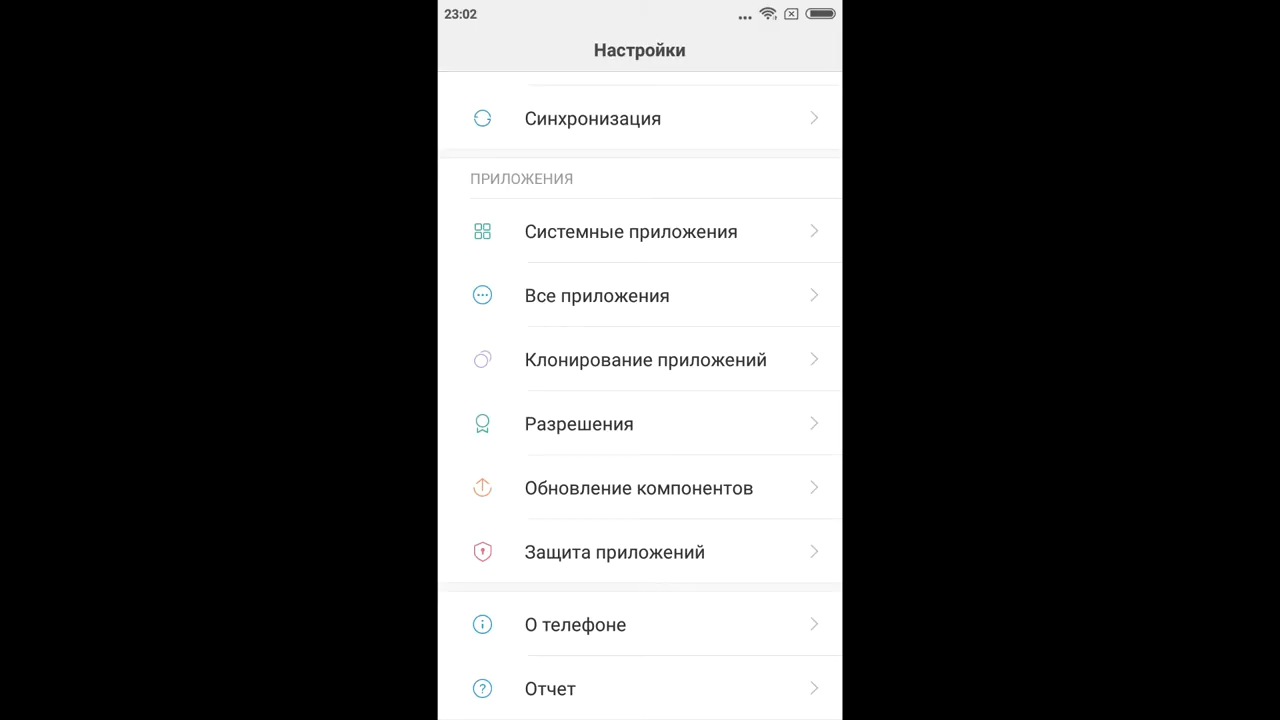 23:02
Настройки
Синхронизация
ПРИЛОЖЕНИЯ
Системные приложения
Все приложения
Клонирование приложений
Разрешения
Обновление компонентов
Защита приложений
О телефоне
Отчет